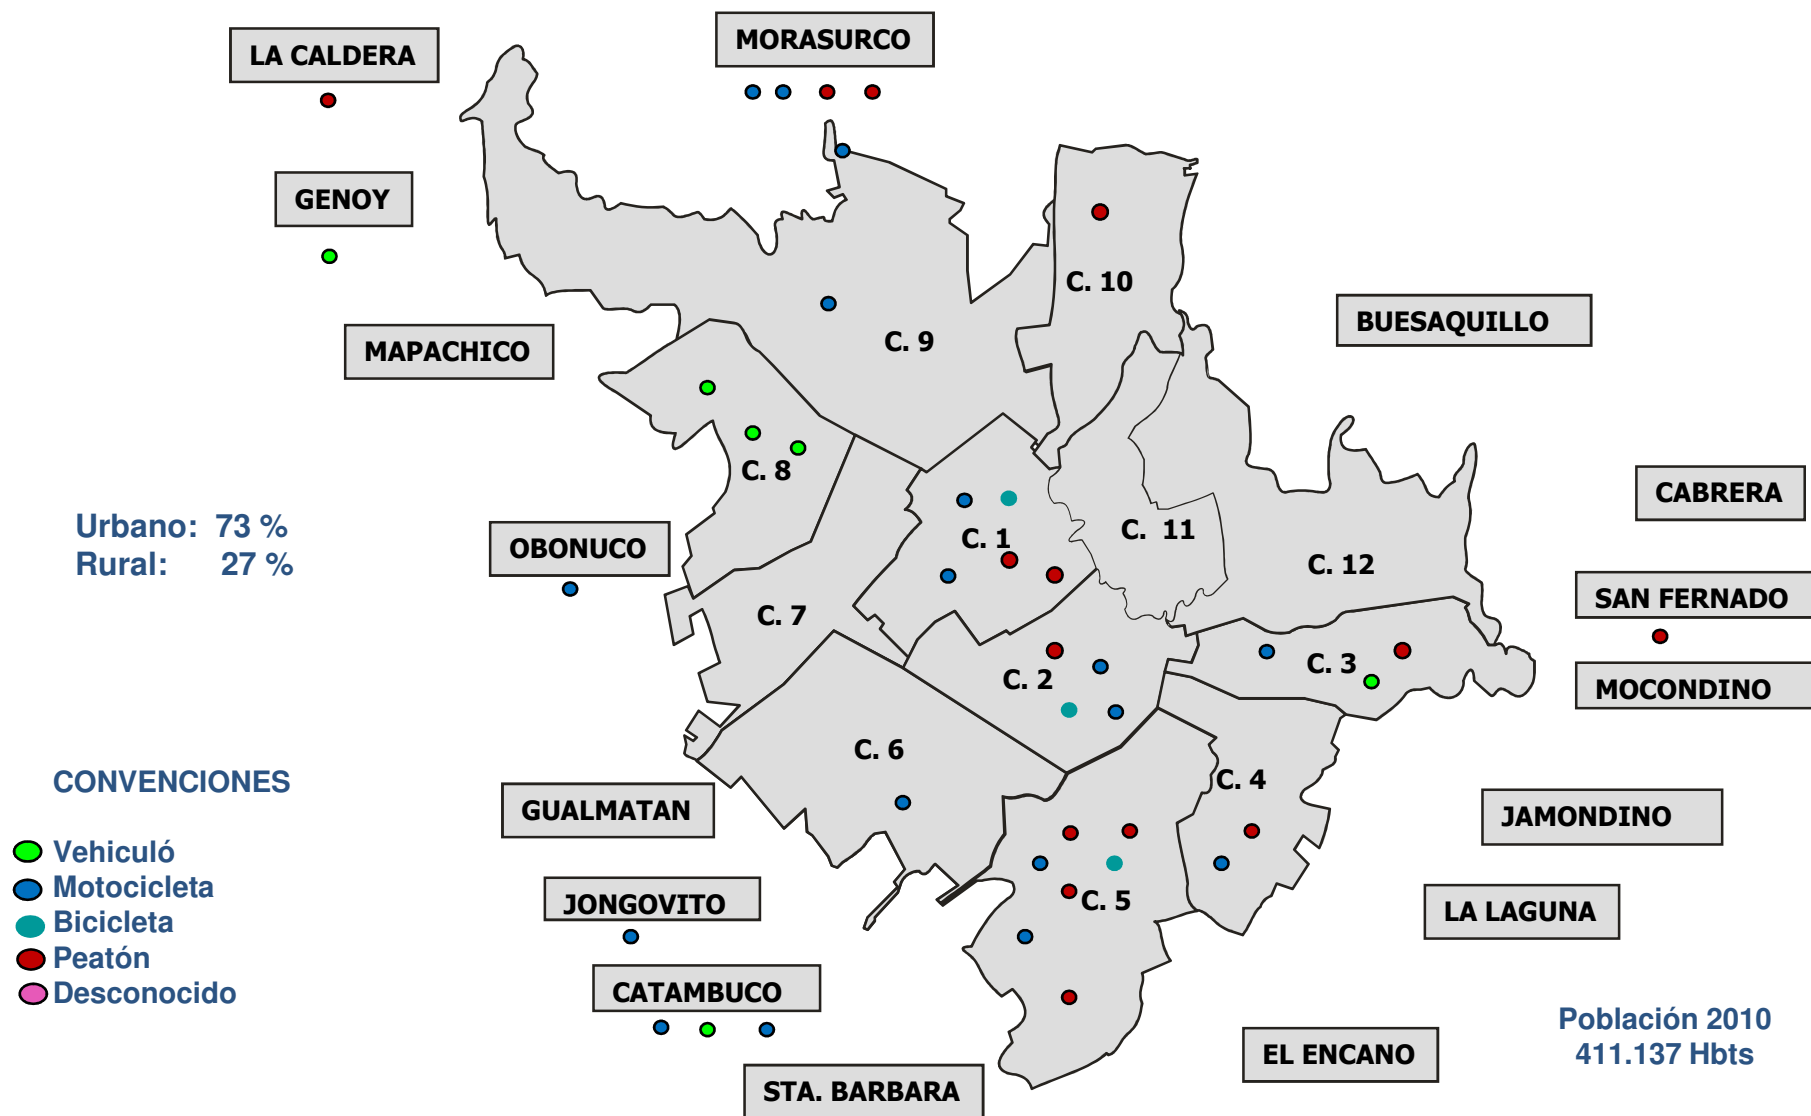 LA CALDERA
MORASURCO
GENOY
C. 10
BUESAQUILLO
MAPACHICO
C. 9
C. 8
CABRERA
Urbano: 73 %
Rural: 27 %
OBONUCO
C. 1
C. 11
C. 12
SAN FERNADO
C. 7
C. 2
C. 3
MOCONDINO
C. 6
C. 4
CONVENCIONES
GUALMATAN
JAMONDINO
Vehiculó
Motocicleta
Bicicleta
Peatón
Desconocido
JONGOVITO
C. 5
LA LAGUNA
CATAMBUCO
Población 2010
411.137 Hbts
EL ENCANO
STA. BARBARA